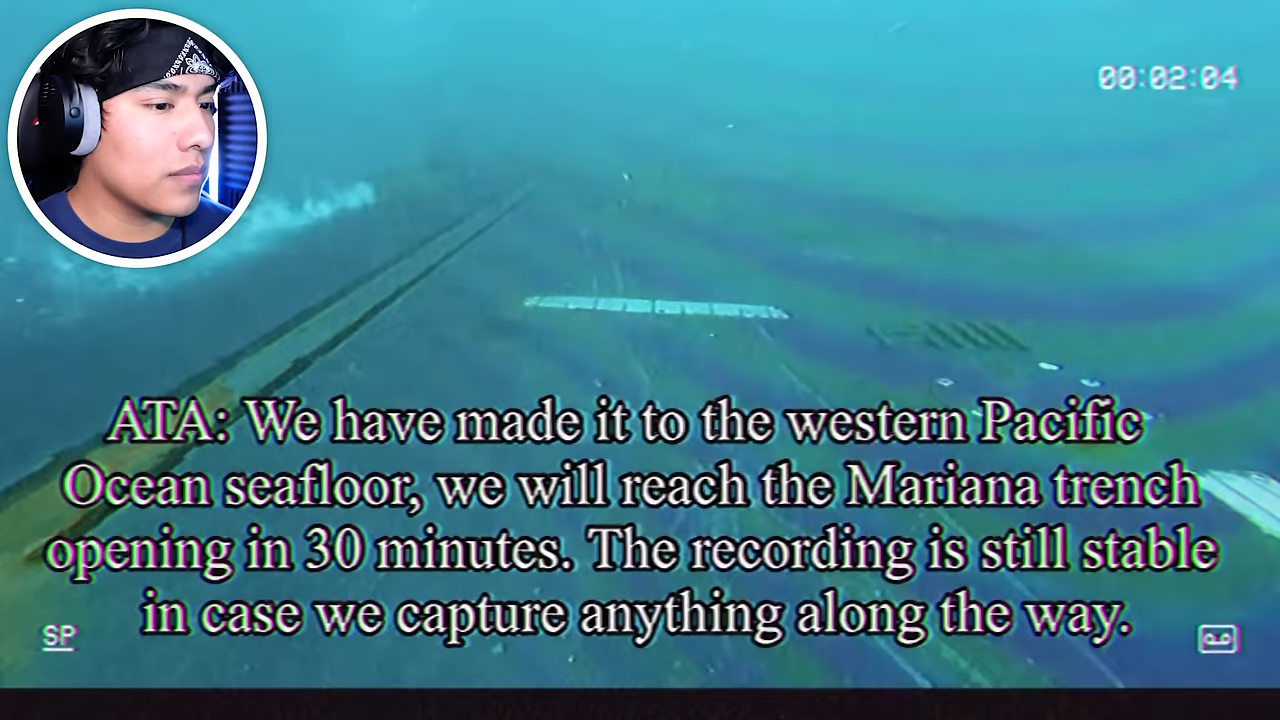 00:02:04
ATA: We have made it to the western Pacific
Ocean seafloor, we will reach the Mariana trench
opening in 30 minutes. The recording is still stable
in case we capture anything along the way.
SP